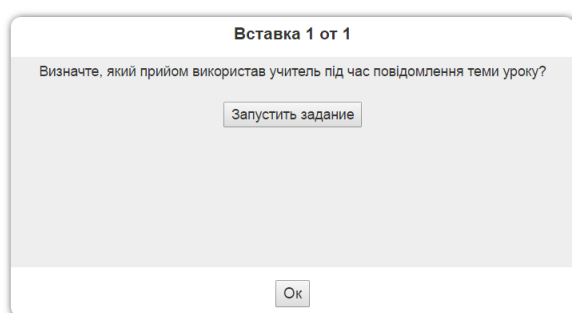 Вставка 1 от 1
Визначте, який прийом використав учитель під час повідомлення теми уроку?
Запустить задание
Ок